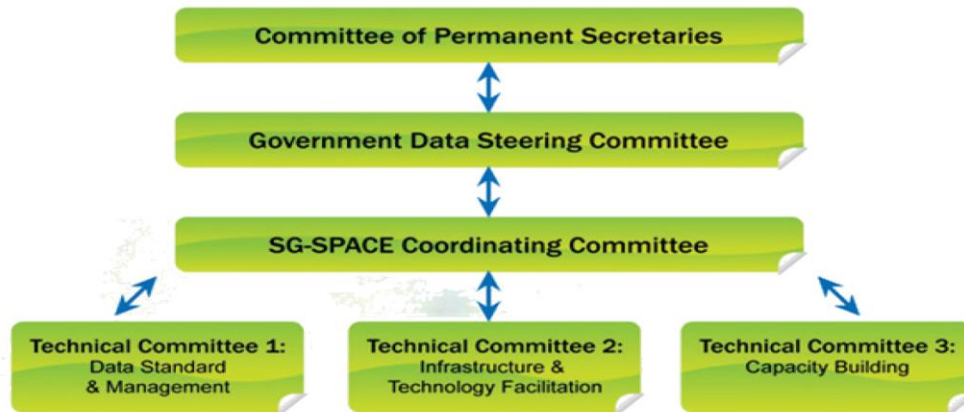 Committee of Permanent Secretaries
Government Data Steering Committee
SG-SPACE Coordinating Committee
Technical Committee 1:
Data Standard
& Management
Technical Committee 2:
Infrastructure &
Technology Facilitation
Technical Committee 3:
Capacity Building